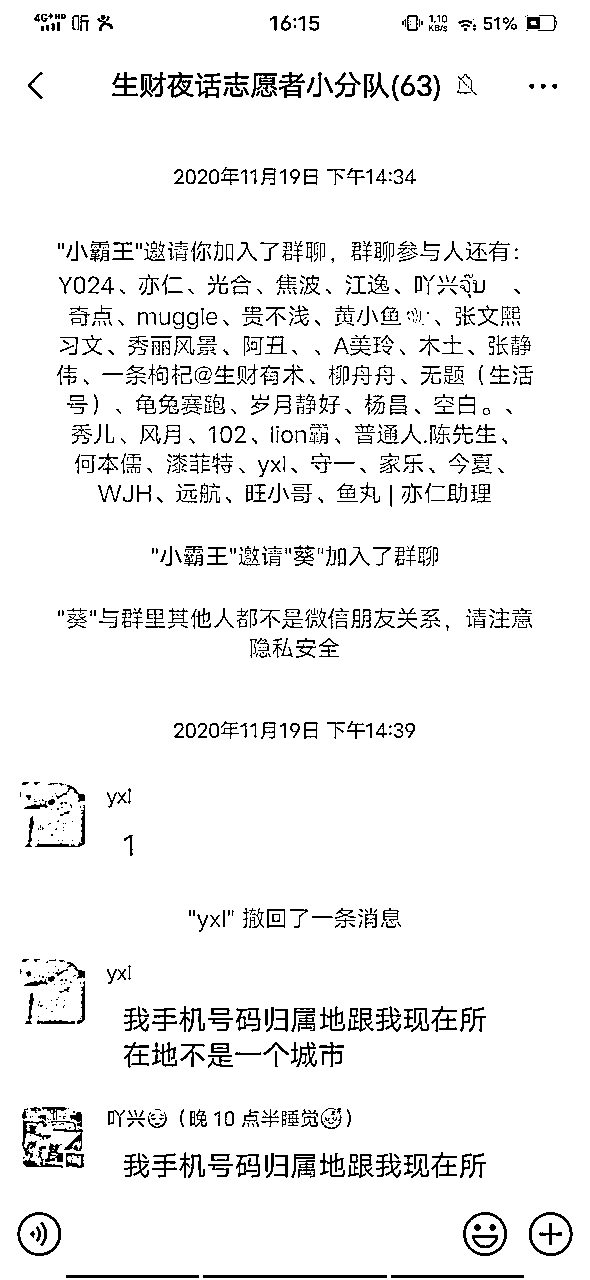 4G+HD 听 16:15 1.10 KB/s 51%
生财夜话志愿者小分队(63)
2020年11月19日 下午14:34
"小霸王"邀请你加入了群聊，群聊参与人还有：
Y024、亦仁、光合、焦波、江逸、吖兴 、
奇点、muggle、贵不浅、黄小鱼 、张文熙
习文、秀丽风景、阿丑、、A美玲、木土、张静
伟、一条枸杞@生财有术、柳舟舟、无题（生活
号）、龟兔赛跑、岁月静好、杨昌、空白。、
秀儿、风月、102、lion霸、普通人.陈先生、
何本儒、漆菲特、yxl、守一、家乐、今夏、
WJH、远航、旺小哥、鱼丸 | 亦仁助理
"小霸王"邀请"葵"加入了群聊
"葵"与群里其他人都不是微信朋友关系，请注意
隐私安全
2020年11月19日 下午14:39
yxl
1
"yxl" 撤回了一条消息
yxl
我手机号码归属地跟我现在所
在地不是一个城市
吖兴😏（晚 10 点半睡觉）
我手机号码归属地跟我现在所